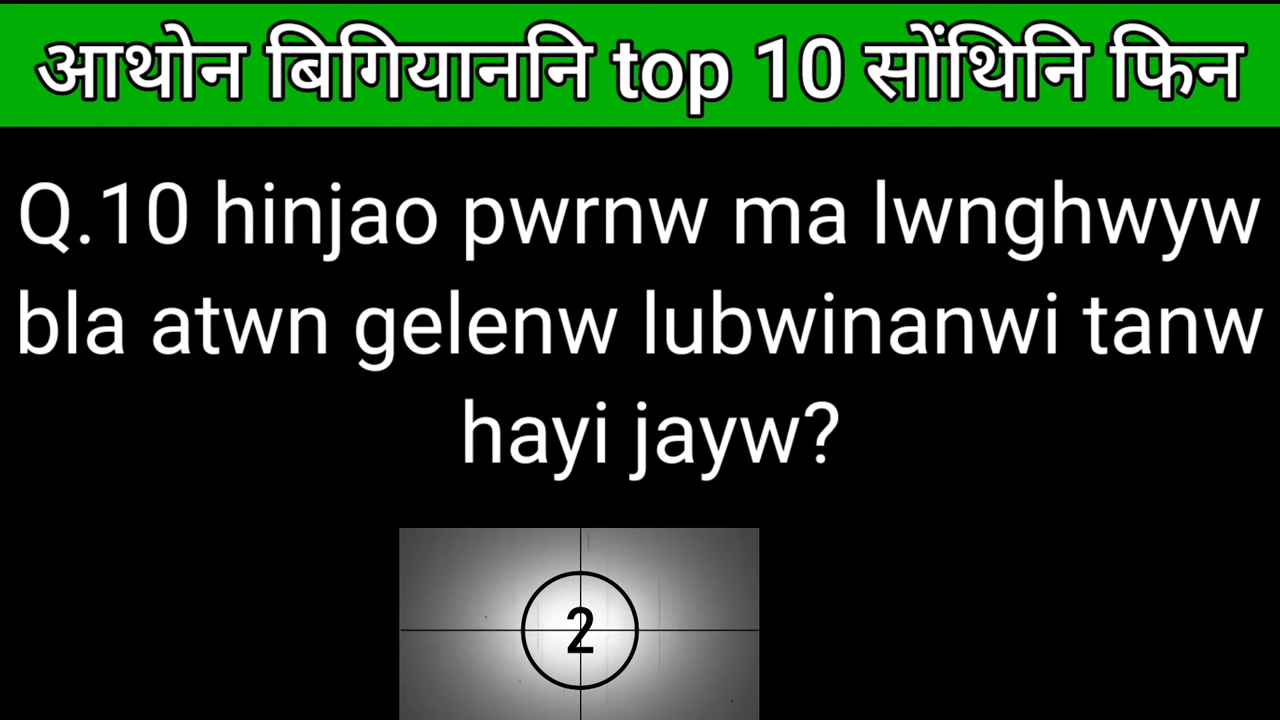 आथोन बिगियाननि top 10 सोंथिनि फिन
Q.10 hinjao pwrnw ma lwnghwyw
bla atwn gelenw lubwinanwi tanw
hayi jayw?
2